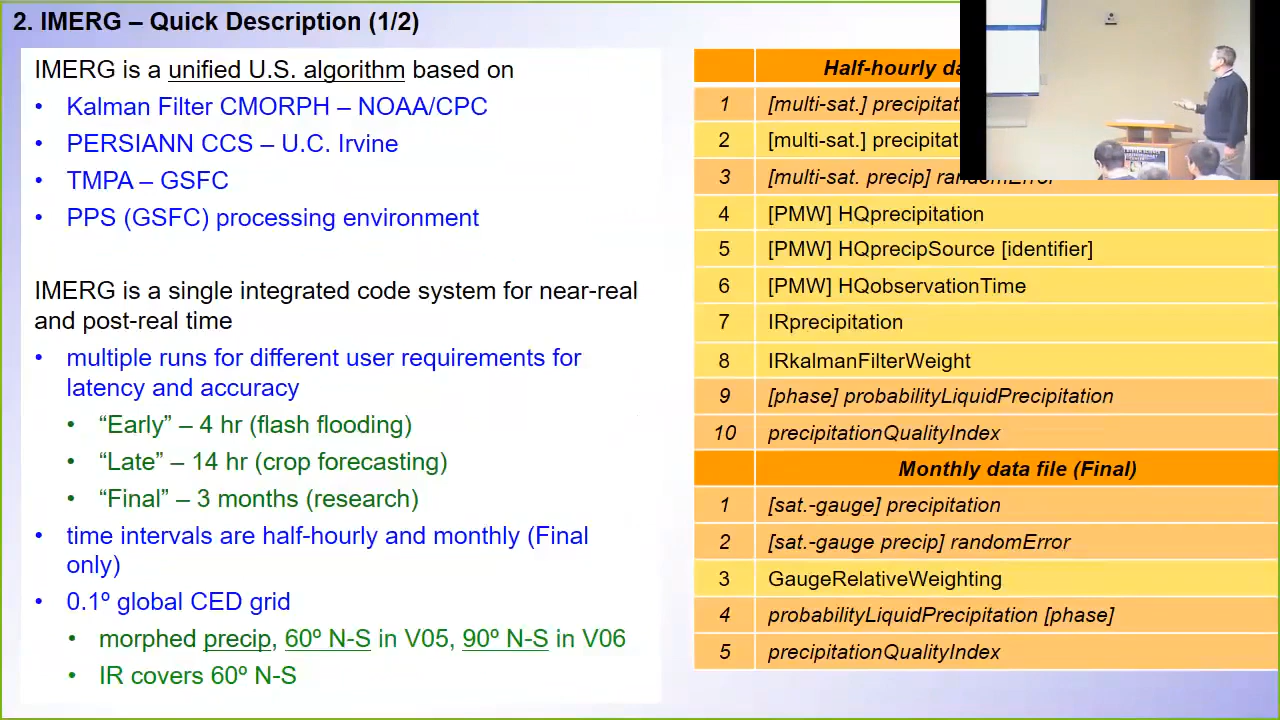 2. IMERG – Quick Description (1/2)
IMERG is a unified U.S. algorithm based on
• Kalman Filter CMORPH – NOAA/CPC
• PERSIANN CCS – U.C. Irvine
• TMPA – GSFC
• PPS (GSFC) processing environment
IMERG is a single integrated code system for near-real
and post-real time
• multiple runs for different user requirements for
latency and accuracy
• “Early” – 4 hr (flash flooding)
• “Late” – 14 hr (crop forecasting)
• “Final” – 3 months (research)
• time intervals are half-hourly and monthly (Final
only)
• 0.1º global CED grid
• morphed precip, 60º N-S in V05, 90º N-S in V06
• IR covers 60º N-S
Half-hourly da
1 [multi-sat.] precipitat
2 [multi-sat.] precipitat
3 [multi-sat. precip] randomError
4 [PMW] HQprecipitation
5 [PMW] HQprecipSource [identifier]
6 [PMW] HQobservationTime
7 IRprecipitation
8 IRkalmanFilterWeight
9 [phase] probabilityLiquidPrecipitation
10 precipitationQualityIndex
Monthly data file (Final)
1 [sat.-gauge] precipitation
2 [sat.-gauge precip] randomError
3 GaugeRelativeWeighting
4 probabilityLiquidPrecipitation [phase]
5 precipitationQualityIndex